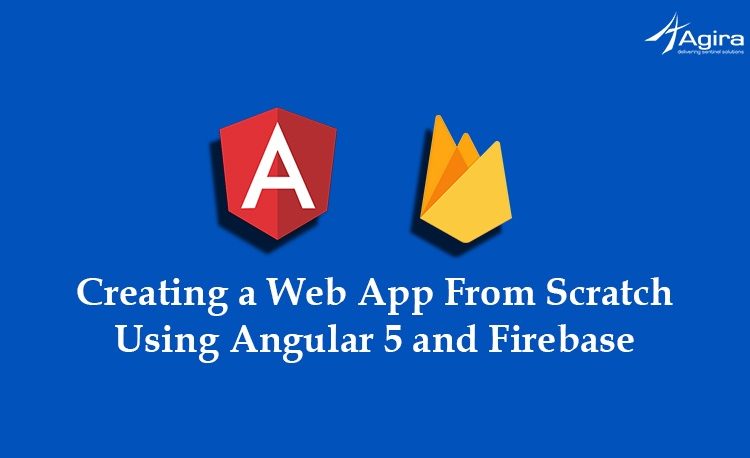 Agira
delivering sentinel solutions
A
Creating a Web App From Scratch
Using Angular 5 and Firebase